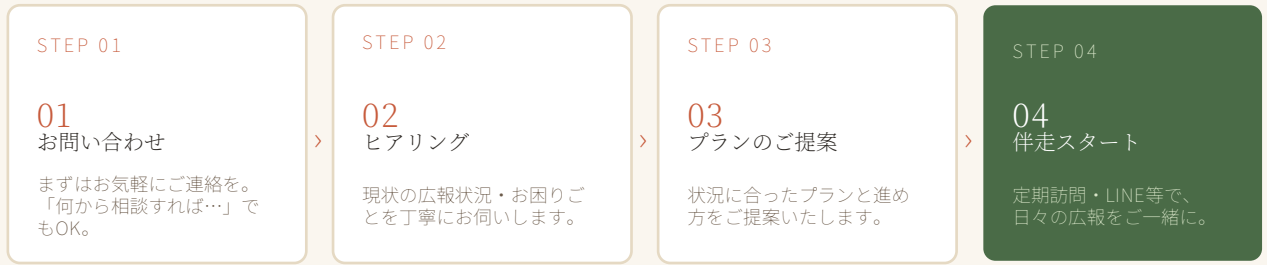 STEP 01
01
お問い合わせ
まずはお気軽にご連絡を。
「何から相談すれば…」で
もOK。
›
STEP 02
02
ヒアリング
現状の広報状況・お困りご
とを丁寧にお伺いします。
›
STEP 03
03
プランのご提案
状況に合ったプランと進め
方をご提案いたします。
›
STEP 04
04
伴走スタート
定期訪問・LINE等で、
日々の広報をご一緒に。